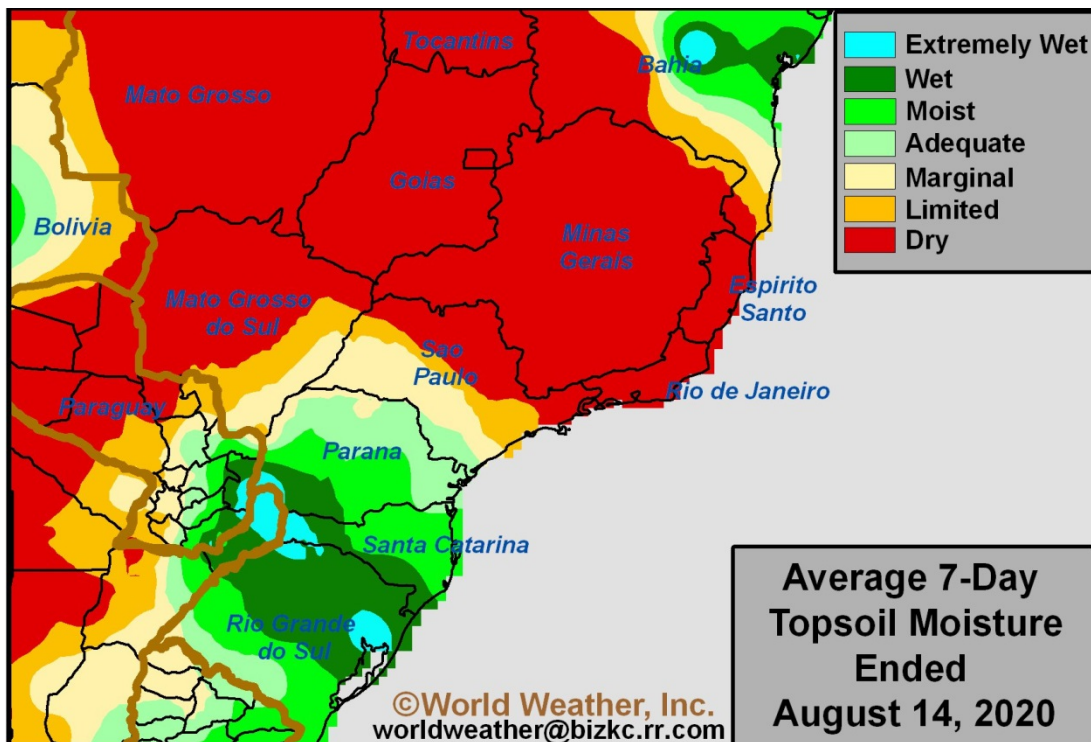 Tocantins
Bahia
Mato Grosso
Goias
Bolivia
Minas
Gerais
Mato Grosso
do Sul
Espirito
Santo
Sao
Paulo
Rio de Janeiro
Paraguay
Parana
Santa Catarina
Rio Grande
do Sul
Extremely Wet
Wet
Moist
Adequate
Marginal
Limited
Dry
Average 7-Day
Topsoil Moisture
Ended
August 14, 2020
©World Weather, Inc.
worldweather@bizkc.rr.com